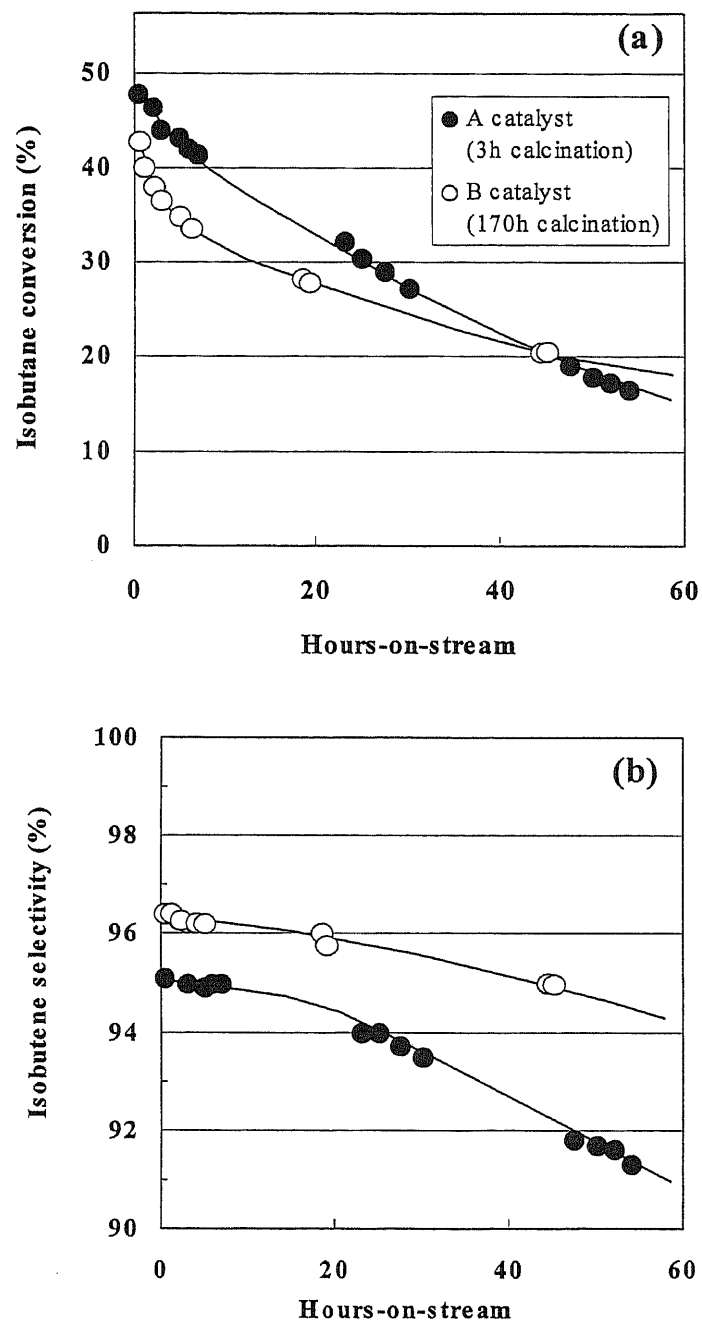 (a)
50
40
30
20
10
0
Isobutane conversion (%)
A catalyst
(3h calcination)
B catalyst
(170h calcination)
0 20 40 60
Hours-on-stream
(b)
100
98
96
94
92
90
Isobutene selectivity (%)
0 20 40 60
Hours-on-stream